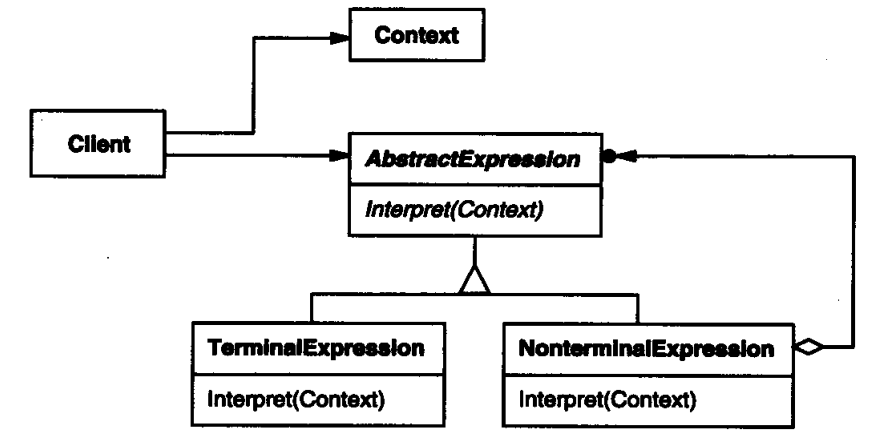 Context
Client
AbstractExpression
Interpret(Context)
TerminalExpression
Interpret(Context)
NonterminalExpression
Interpret(Context)